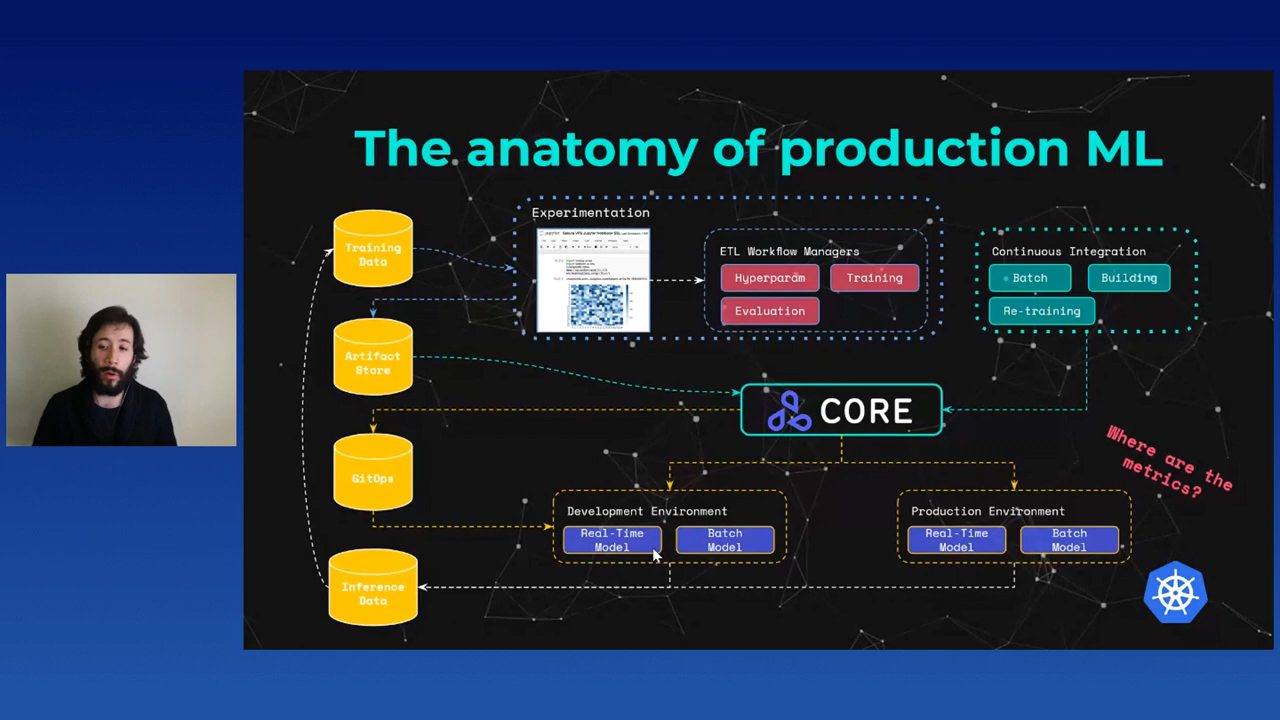 The anatomy of production ML
Experimentation
Training
Data
ETL Workflow Managers
Hyperparam
Training
Evaluation
Continuous Integration
Batch
Building
Re-training
Artifact
Store
CORE
Where are the
metrics?
GitOps
Development Environment
Real-Time
Model
Batch
Model
Production Environment
Real-Time
Model
Batch
Model
Inference
Data